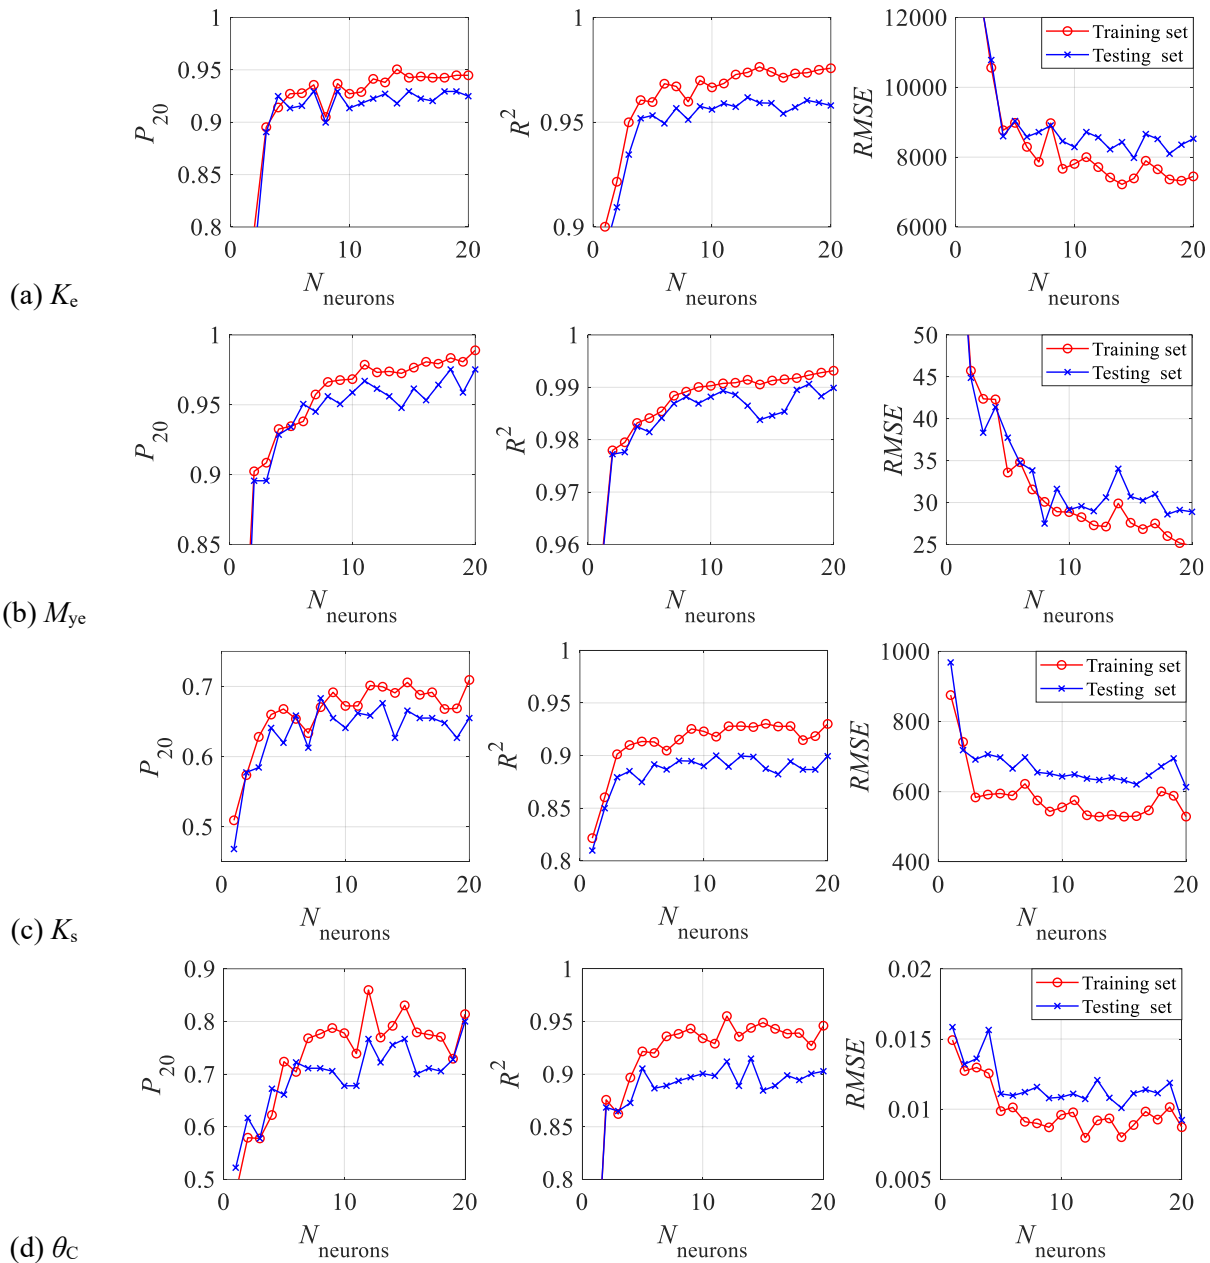 1
0.95
0.9
0.85
0.8
P20
0 10 20
Nneurons
1
0.95
0.9
R2
0 10 20
Nneurons
12000
10000
8000
6000
RMSE
0 10 20
Nneurons
Training set
Testing set
(a) Ke
1
0.95
0.9
0.85
P20
0 10 20
Nneurons
1
0.99
0.98
0.97
0.96
R2
0 10 20
Nneurons
50
45
40
35
30
25
RMSE
0 10 20
Nneurons
Training set
Testing set
(b) Mye
0.7
0.6
0.5
P20
0 10 20
Nneurons
1
0.95
0.9
0.85
0.8
R2
0 10 20
Nneurons
1000
800
600
400
RMSE
0 10 20
Nneurons
Training set
Testing set
(c) Ks
0.9
0.8
0.7
0.6
0.5
P20
0 10 20
Nneurons
1
0.95
0.9
0.85
0.8
R2
0 10 20
Nneurons
0.02
0.015
0.01
0.005
RMSE
0 10 20
Nneurons
Training set
Testing set
(d) θC